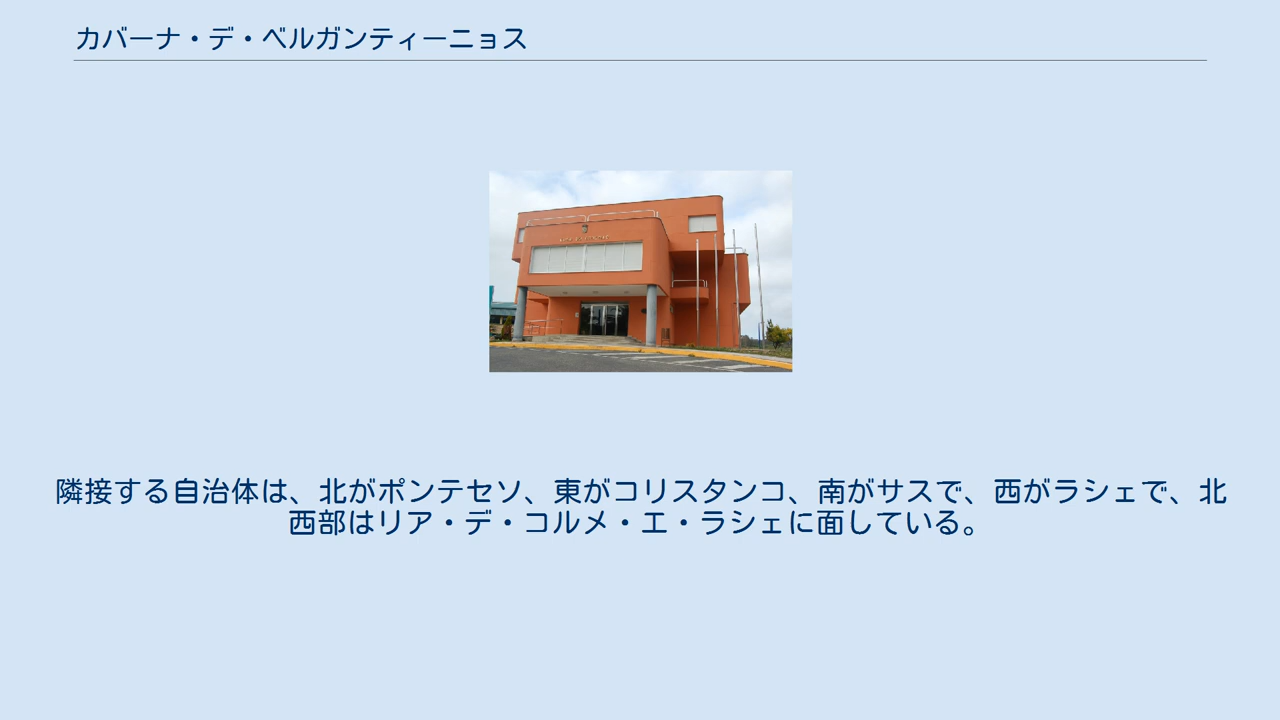 カバーナ・デ・ベルガンティーニョス
隣接する自治体は、北がポンテセソ、東がコリスタンコ、南がサスで、西がラシェで、北
西部はリア・デ・コルメ・エ・ラシェに面している。